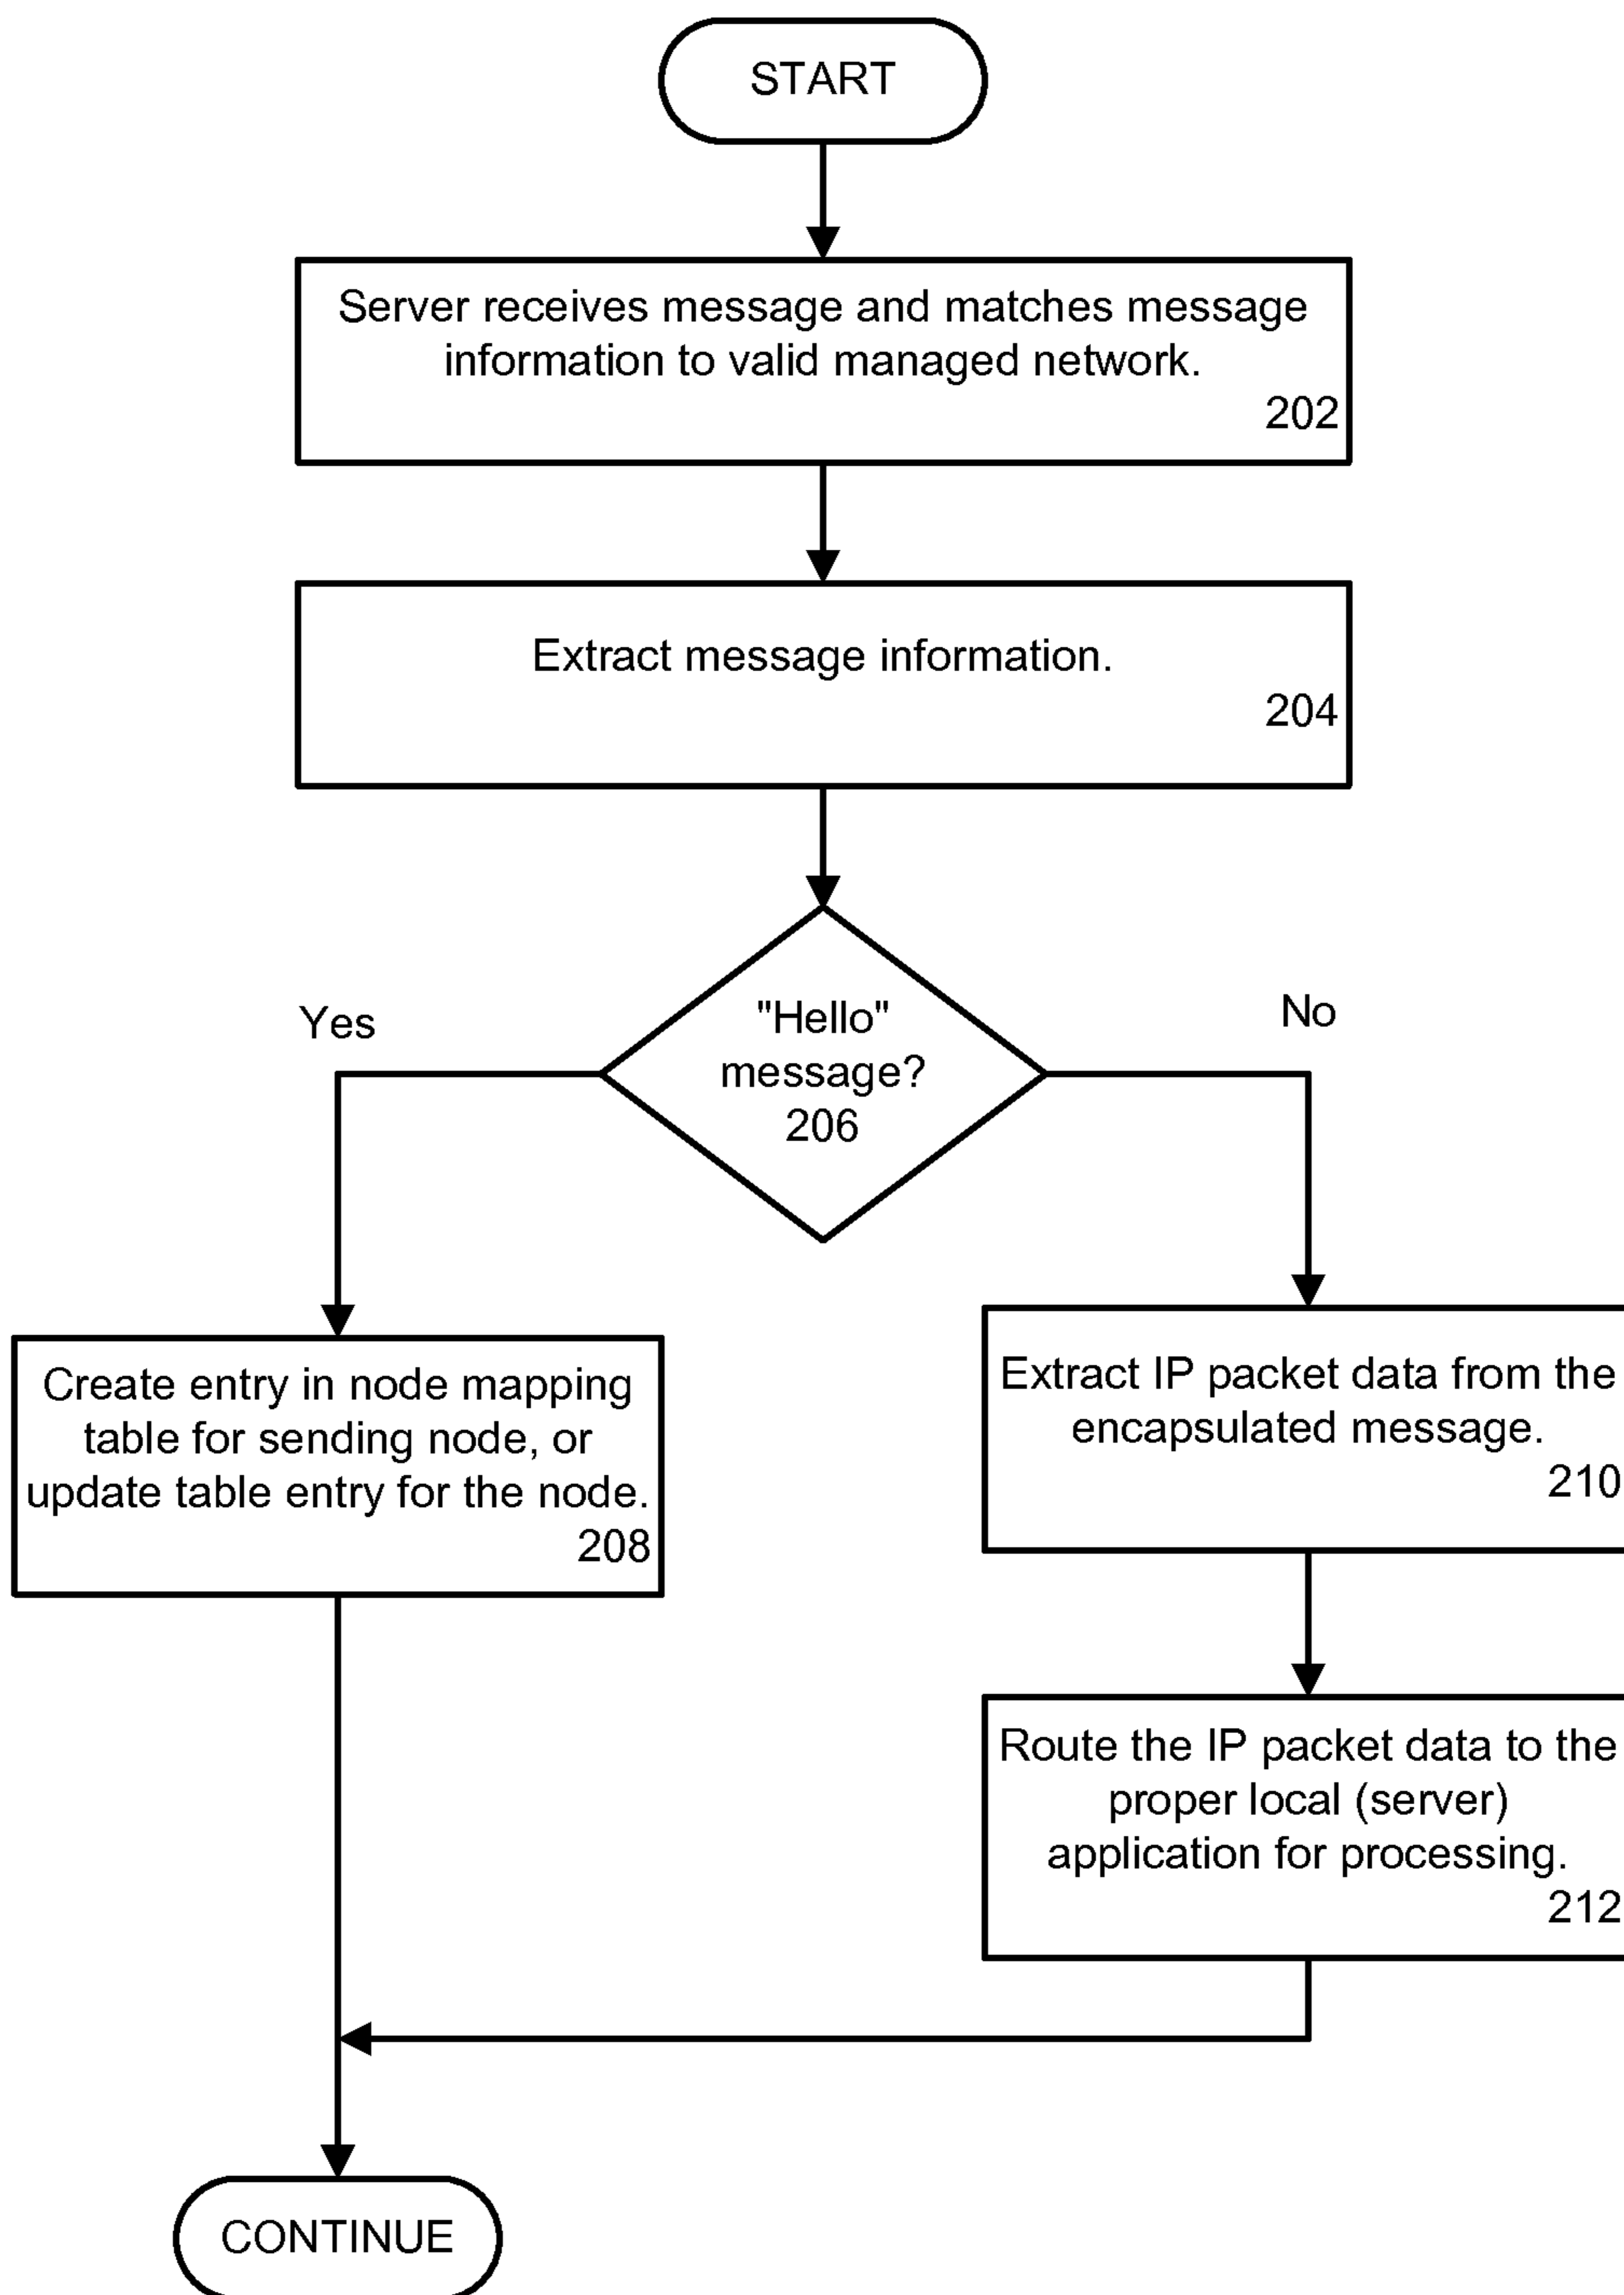 START
Server receives message and matches message
information to valid managed network.
202
Extract message information.
204
"Hello"
message?
206
Yes
No
Create entry in node mapping
table for sending node, or
update table entry for the node.
208
Extract IP packet data from the
encapsulated message.
210
Route the IP packet data to the
proper local (server)
application for processing.
212
CONTINUE